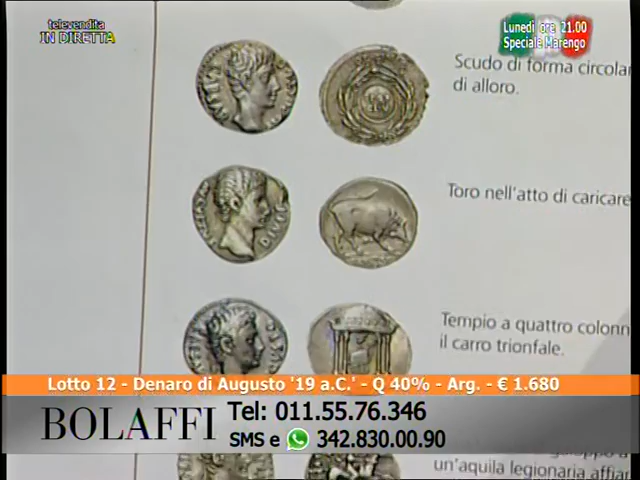 televendita
IN DIRETTA
Lunedì ore 21.00
Speciale Marengo
Scudo di forma circolar
di alloro.
Toro nell'atto di caricare
Tempio a quattro colonn
il carro trionfale.
Lotto 12 - Denaro di Augusto '19 a.C.' - Q 40% - Arg. - € 1.680
BOLAFFI
Tel: 011.55.76.346
SMS e 342.830.00.90
un'aquila legionaria affian